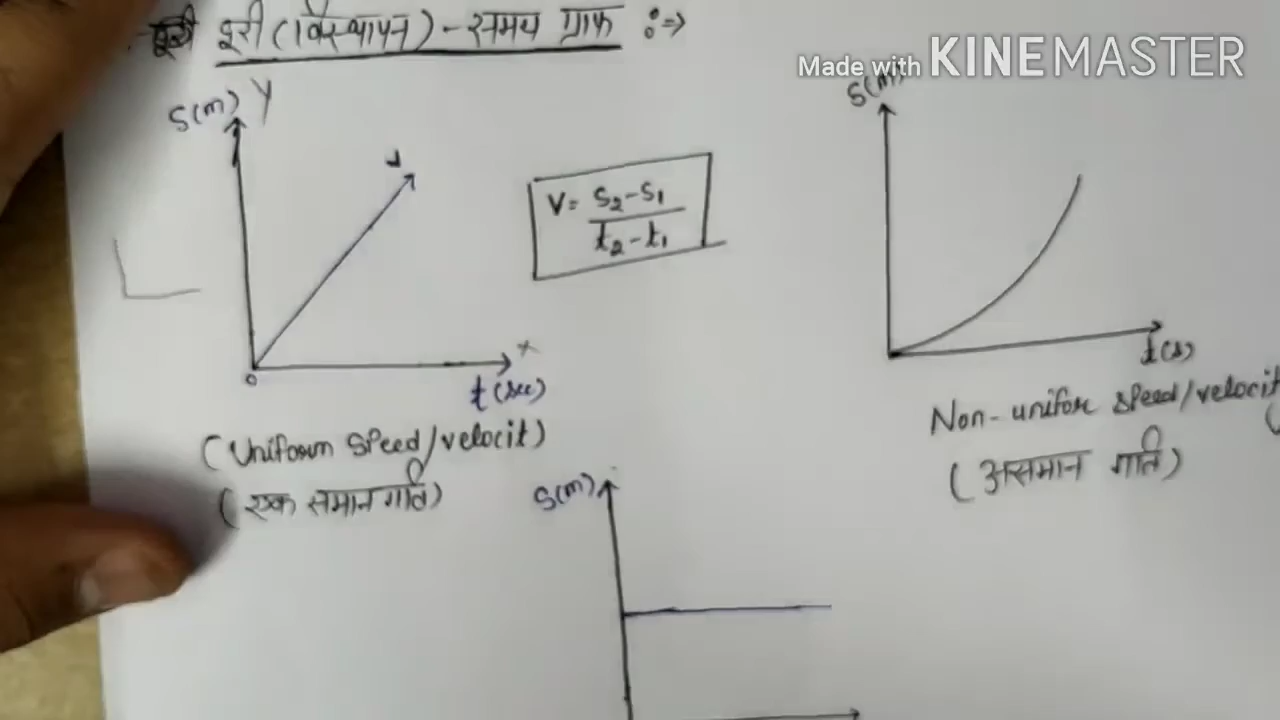 दूरी (विस्थापन) - समय ग्राफ :⇒
Made with KINEMASTER
S(m) Y
S(m)
V = S₂-S₁ / t₂-t₁
X
o
t (sec)
t(s)
(Uniform Speed/velocit)
(एक समान गति)
Non-unifor speed/velocit
(असमान गति)
S(m)